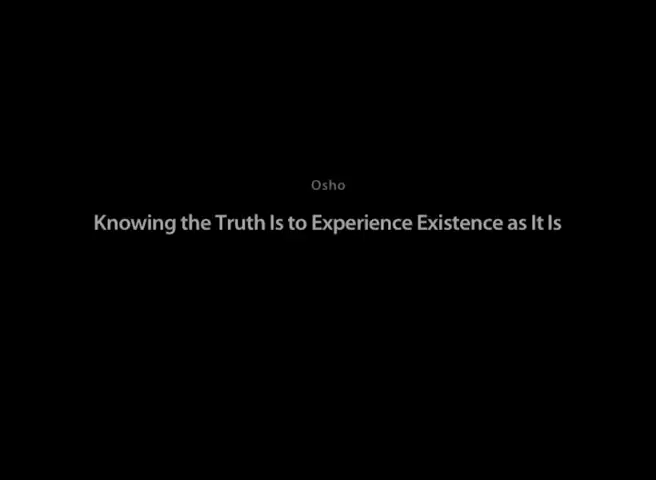 Osho
Knowing the Truth Is to Experience Existence as It Is